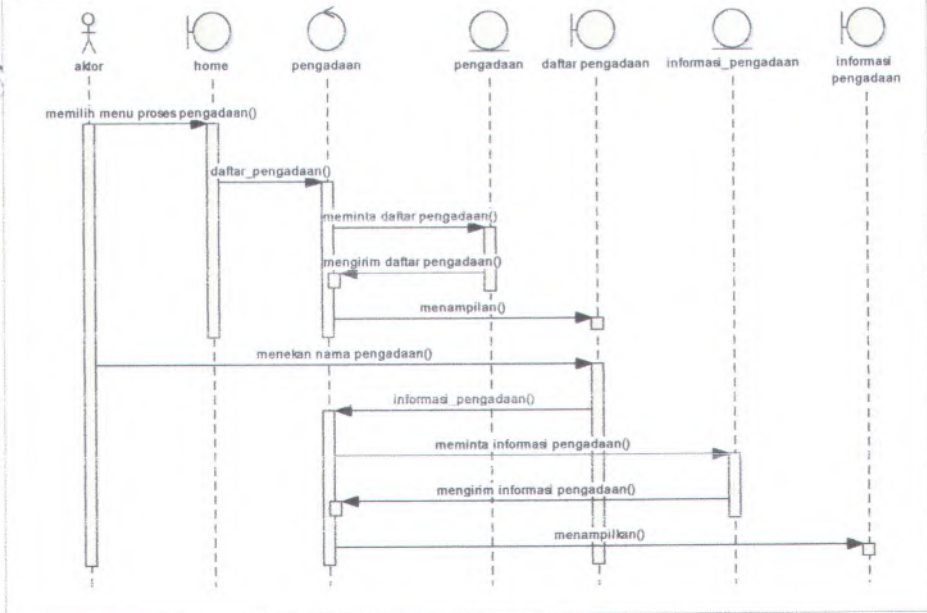 aktor
home
pengadaan
pengadaan
daftar pengadaan
informasi_pengadaan
informasi
pengadaan
memilih menu proses pengadaan()
daftar_pengadaan()
meminta daftar pengadaan()
mengirim daftar pengadaan()
menampilan()
menekan nama pengadaan()
informasi_pengadaan()
meminta informasi pengadaan()
mengirim informasi pengadaan()
menampilkan()